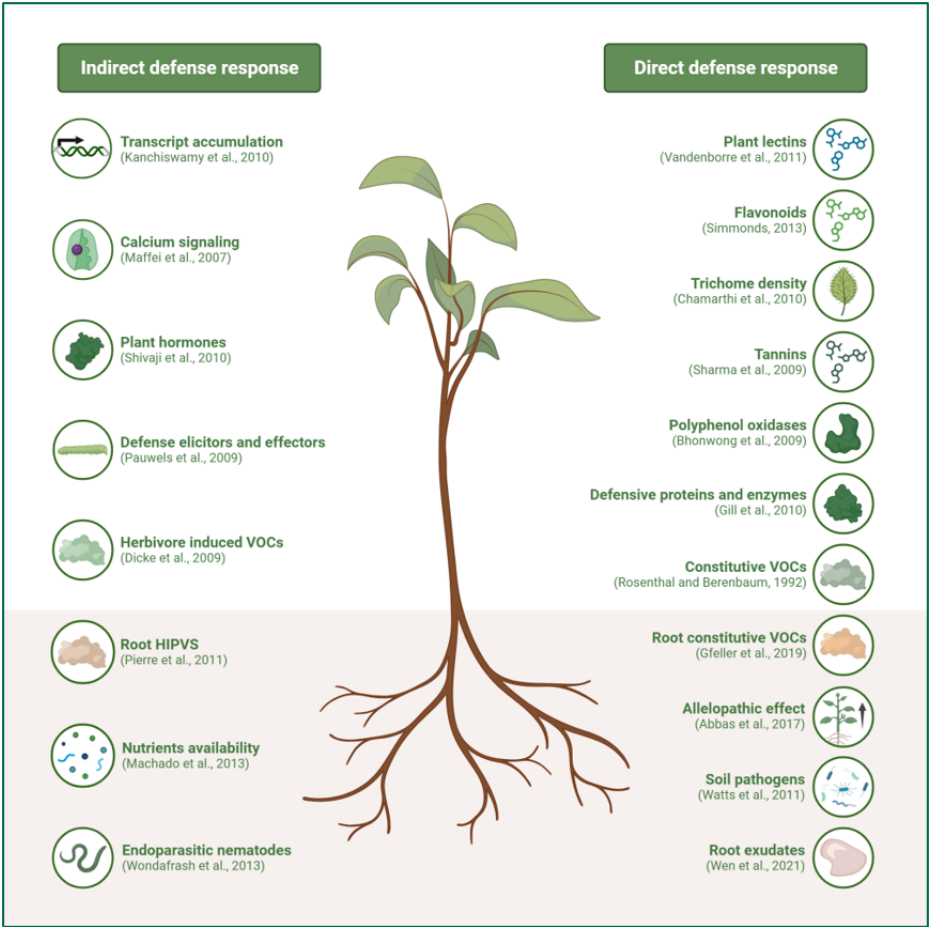 Indirect defense response
Transcript accumulation
(Kanchiswamy et al., 2010)
Calcium signaling
(Maffei et al., 2007)
Plant hormones
(Shivaji et al., 2010)
Defense elicitors and effectors
(Pauwels et al., 2009)
Herbivore induced VOCs
(Dicke et al., 2009)
Root HIPVS
(Pierre et al., 2011)
Nutrients availability
(Machado et al., 2013)
Endoparasitic nematodes
(Wondafrash et al., 2013)
Direct defense response
Plant lectins
(Vandenborre et al., 2011)
Flavonoids
(Simmonds, 2013)
Trichome density
(Chamarthi et al., 2010)
Tannins
(Sharma et al., 2009)
Polyphenol oxidases
(Bhonwong et al., 2009)
Defensive proteins and enzymes
(Gill et al., 2010)
Constitutive VOCs
(Rosenthal and Berenbaum, 1992)
Root constitutive VOCs
(Gfeller et al., 2019)
Allelopathic effect
(Abbas et al., 2017)
Soil pathogens
(Watts et al., 2011)
Root exudates
(Wen et al., 2021)